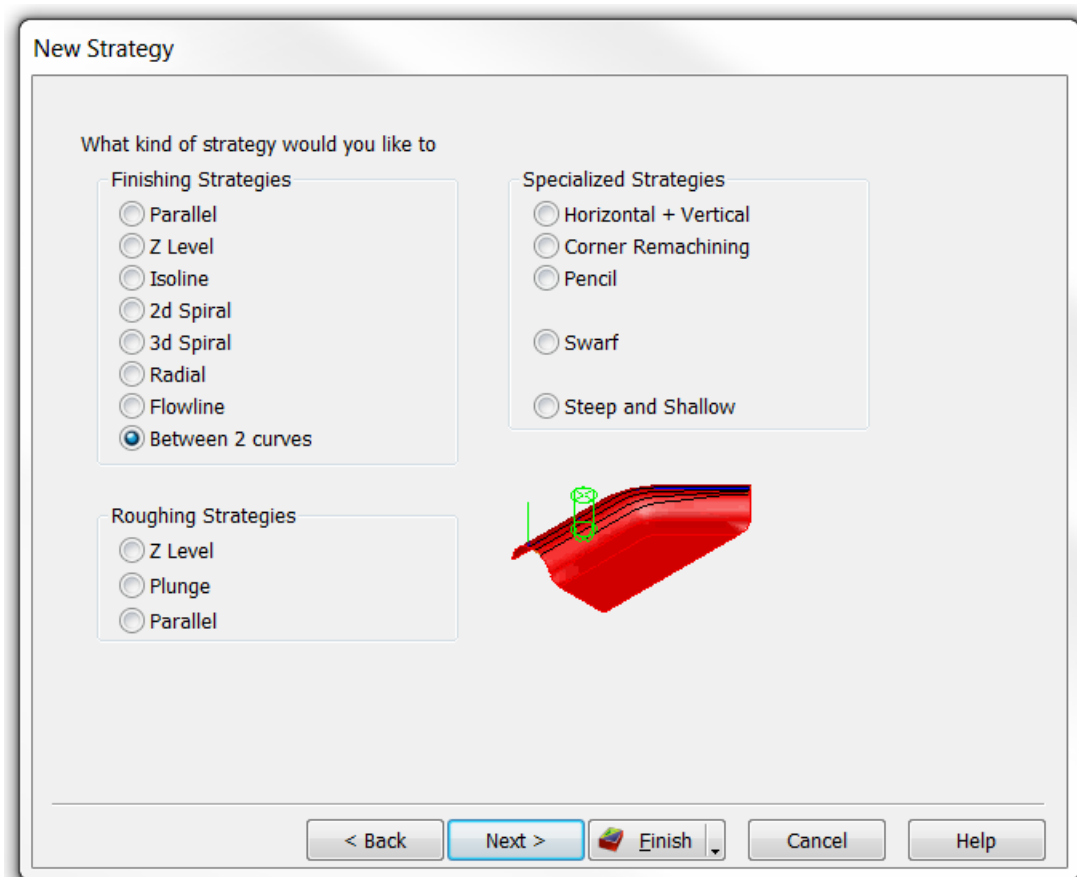 New Strategy
What kind of strategy would you like to
Finishing Strategies
Parallel
Z Level
Isoline
2d Spiral
3d Spiral
Radial
Flowline
Between 2 curves
Roughing Strategies
Z Level
Plunge
Parallel
Specialized Strategies
Horizontal + Vertical
Corner Remachining
Pencil
Swarf
Steep and Shallow
< Back
Next >
Finish
Cancel
Help